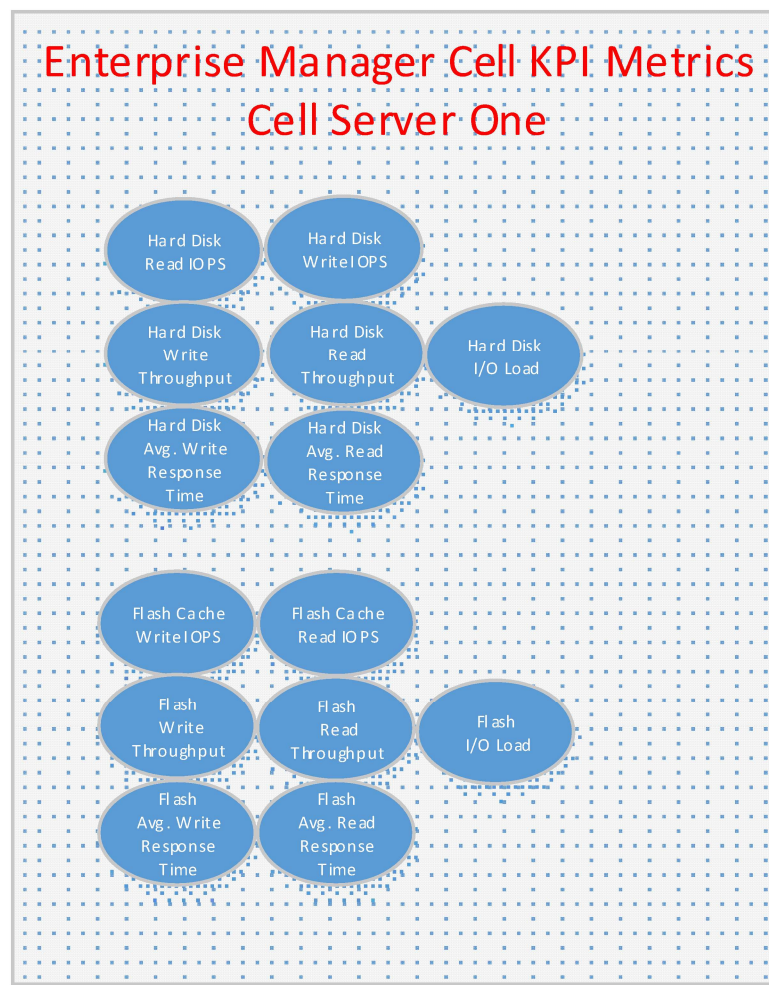 Enterprise Manager Cell KPI Metrics
Cell Server One
Hard Disk
Read IOPS
Hard Disk
Write IOPS
Hard Disk
Write
Throughput
Hard Disk
Read
Throughput
Hard Disk
I/O Load
Hard Disk
Avg. Write
Response
Time
Hard Disk
Avg. Read
Response
Time
Flash Cache
Write IOPS
Flash Cache
Read IOPS
Flash
Write
Throughput
Flash
Read
Throughput
Flash
I/O Load
Flash
Avg. Write
Response
Time
Flash
Avg. Read
Response
Time